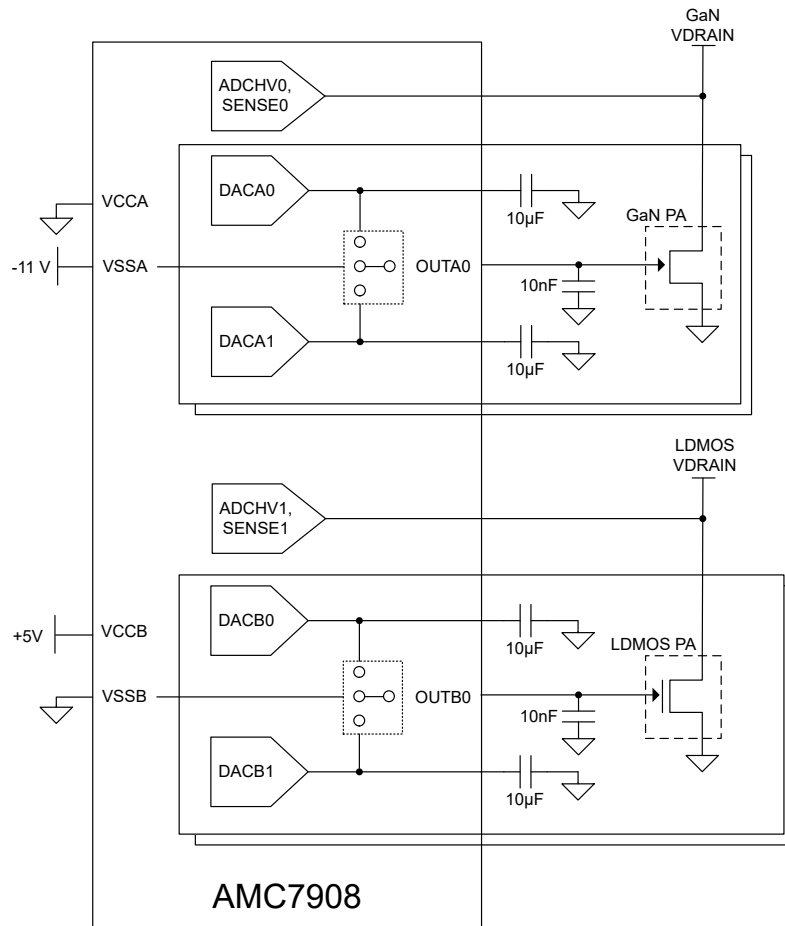 GaN
VDRAIN
ADCHV0,
SENSE0
DACA0
VCCA
10µF
GaN PA
-11 V
VSSA
OUTA0
10nF
DACA1
10µF
LDMOS
VDRAIN
ADCHV1,
SENSE1
DACB0
VCCB
+5V
10µF
LDMOS PA
VSSB
OUTB0
10nF
DACB1
10µF
AMC7908